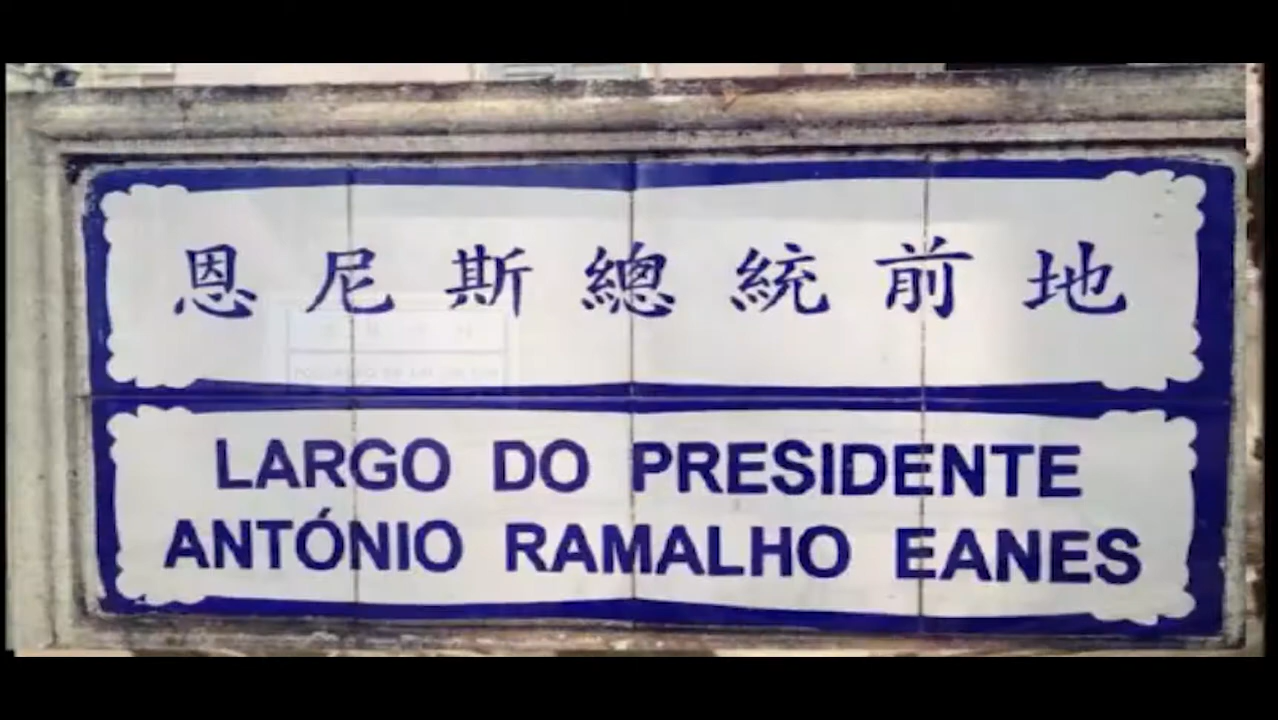 恩尼斯總統前地
LARGO DO PRESIDENTE
ANTÓNIO RAMALHO EANES